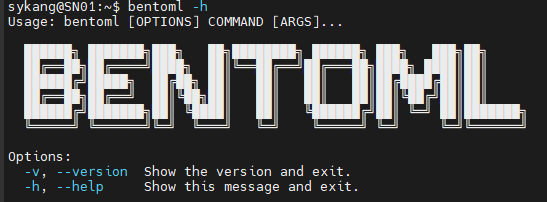 sykang@SN01:~$ bentoml -h
Usage: bentoml [OPTIONS] COMMAND [ARGS]...
BENTOML
Options:
-v, --version  Show the version and exit.
-h, --help     Show this message and exit.